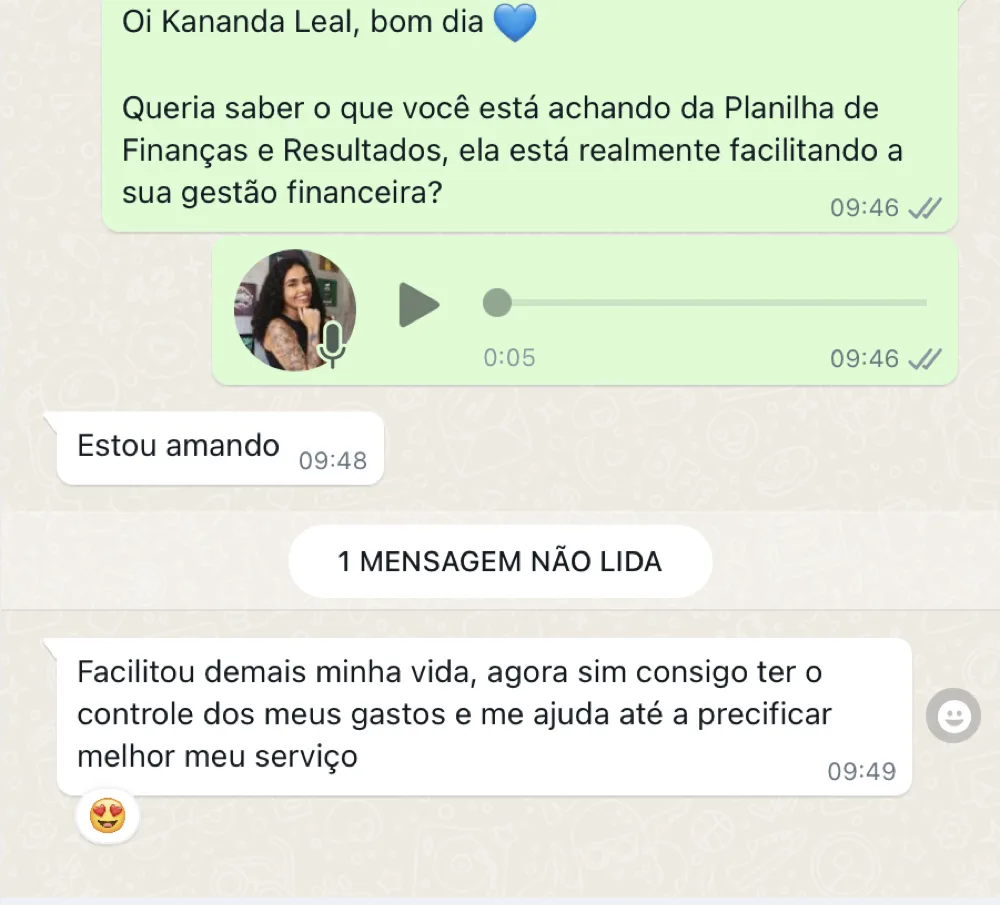 Oi Kananda Leal, bom dia 💙
Queria saber o que você está achando da Planilha de
Finanças e Resultados, ela está realmente facilitando a
sua gestão financeira?
09:46
0:05
09:46
Estou amando
09:48
1 MENSAGEM NÃO LIDA
Facilitou demais minha vida, agora sim consigo ter o
controle dos meus gastos e me ajuda até a precificar
melhor meu serviço
09:49
😍